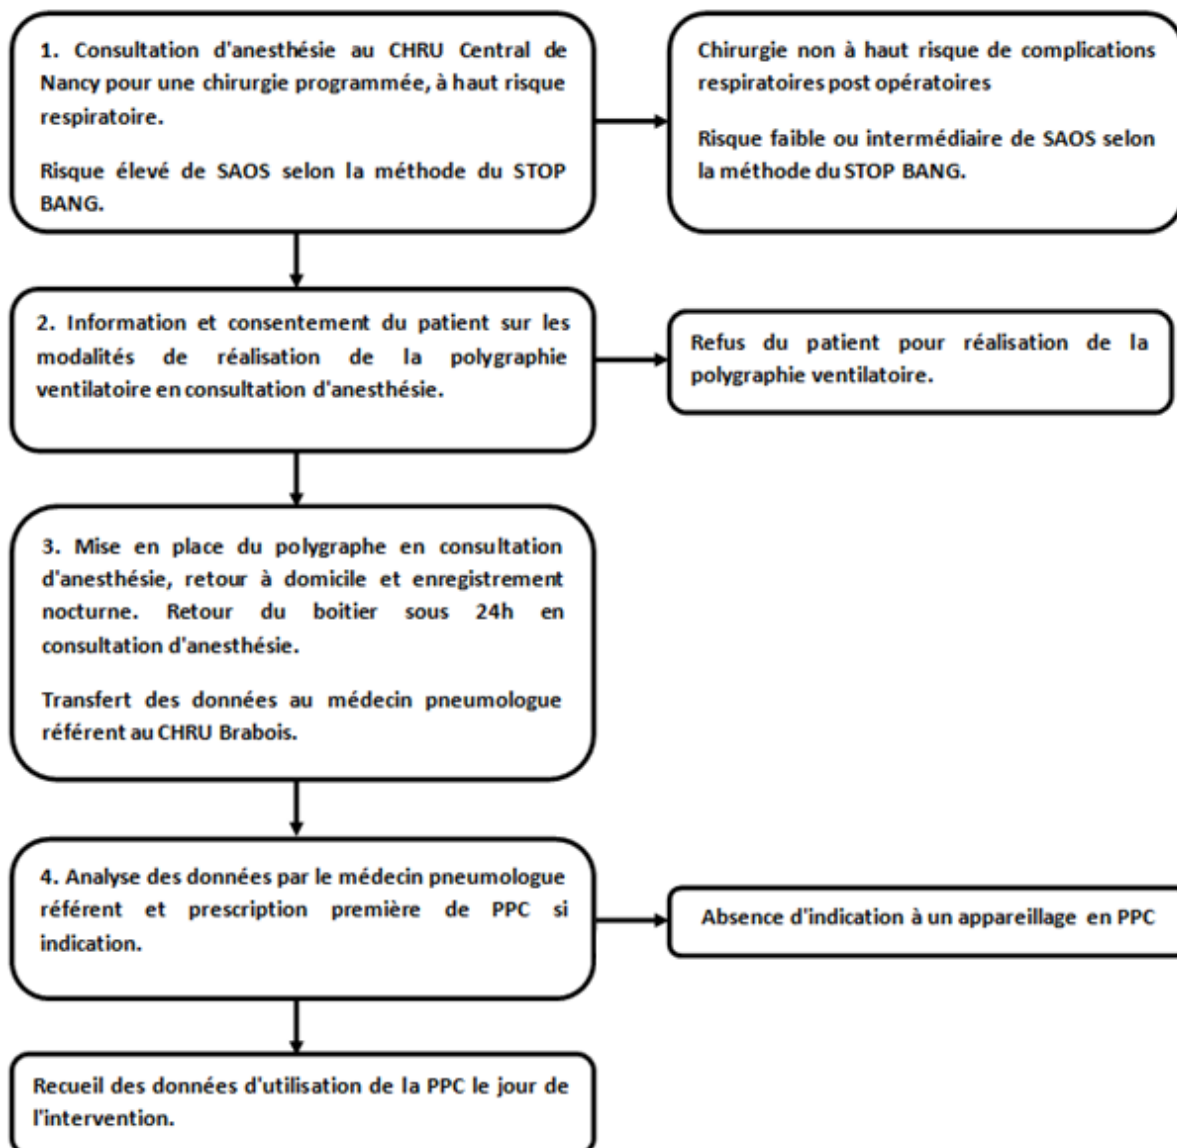 1. Consultation d'anesthésie au CHRU Central de
Nancy pour une chirurgie programmée, à haut risque
respiratoire.
Risque élevé de SAOS selon la méthode du STOP
BANG.
Chirurgie non à haut risque de complications
respiratoires post opératoires
Risque faible ou intermédiaire de SAOS selon
la méthode du STOP BANG.
2. Information et consentement du patient sur les
modalités de réalisation de la polygraphie
ventilatoire en consultation d'anesthésie.
Refus du patient pour réalisation de la
polygraphie ventilatoire.
3. Mise en place du polygraphe en consultation
d'anesthésie, retour à domicile et enregistrement
nocturne. Retour du boitier sous 24h en
consultation d'anesthésie.
Transfert des données au médecin pneumologue
référent au CHRU Brabois.
4. Analyse des données par le médecin pneumologue
référent et prescription première de PPC si
indication.
Absence d'indication à un appareillage en PPC
Recueil des données d'utilisation de la PPC le jour de
l'intervention.